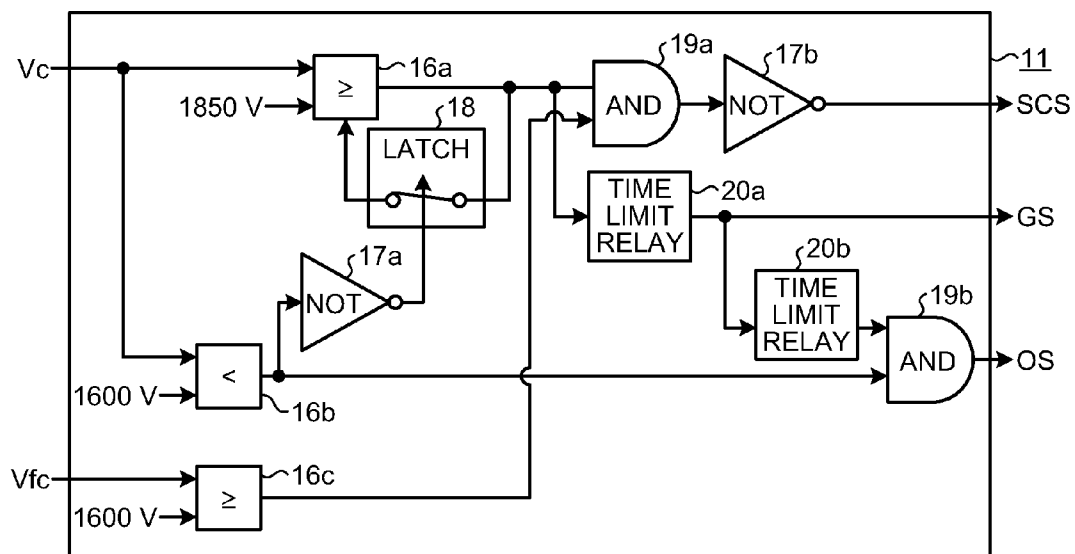 19a
17b
11
Vc
≥
16a
1850 V
AND
NOT
SCS
18
LATCH
TIME
LIMIT
RELAY
20a
GS
17a
NOT
20b
TIME
LIMIT
RELAY
19b
AND
OS
<
1600 V
16b
Vfc
≥
16c
1600 V